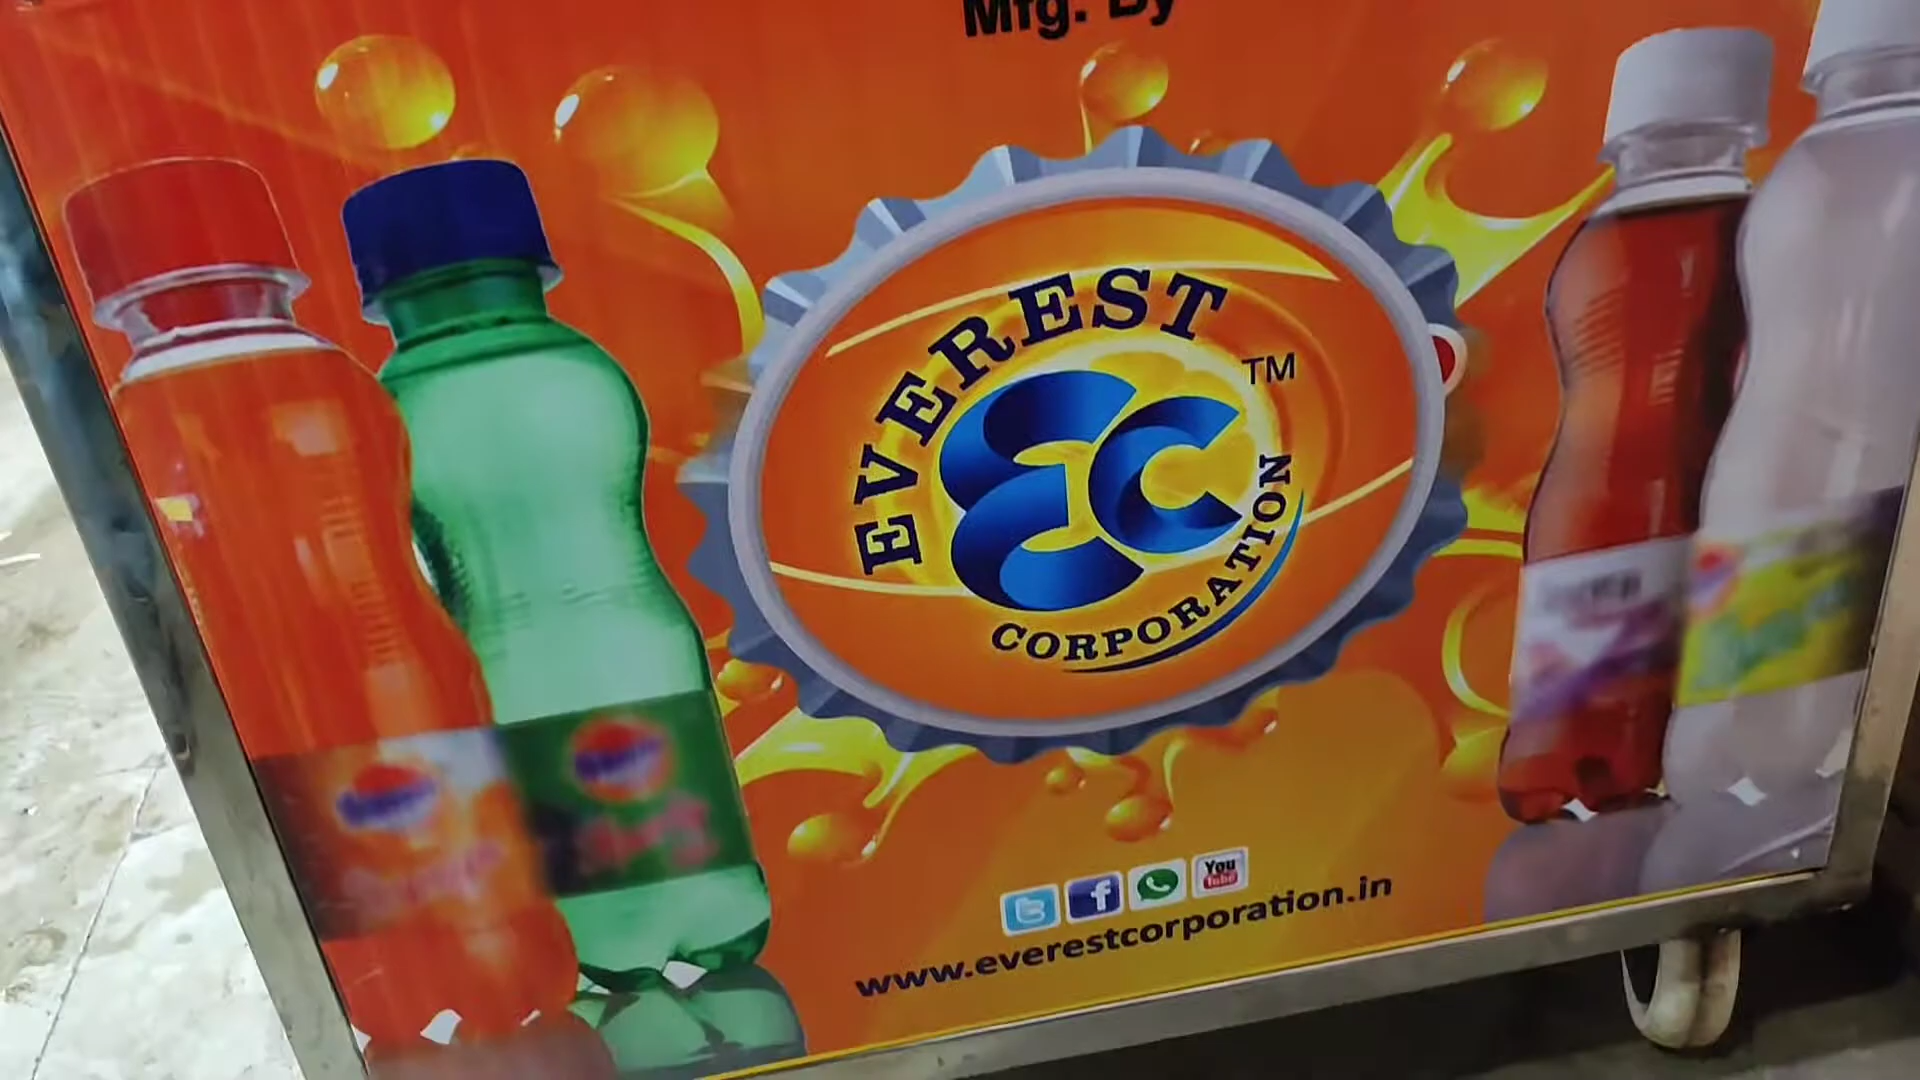 Mfg. By
EVEREST
EC
TM
CORPORATION
You
Tube
www.everestcorporation.in